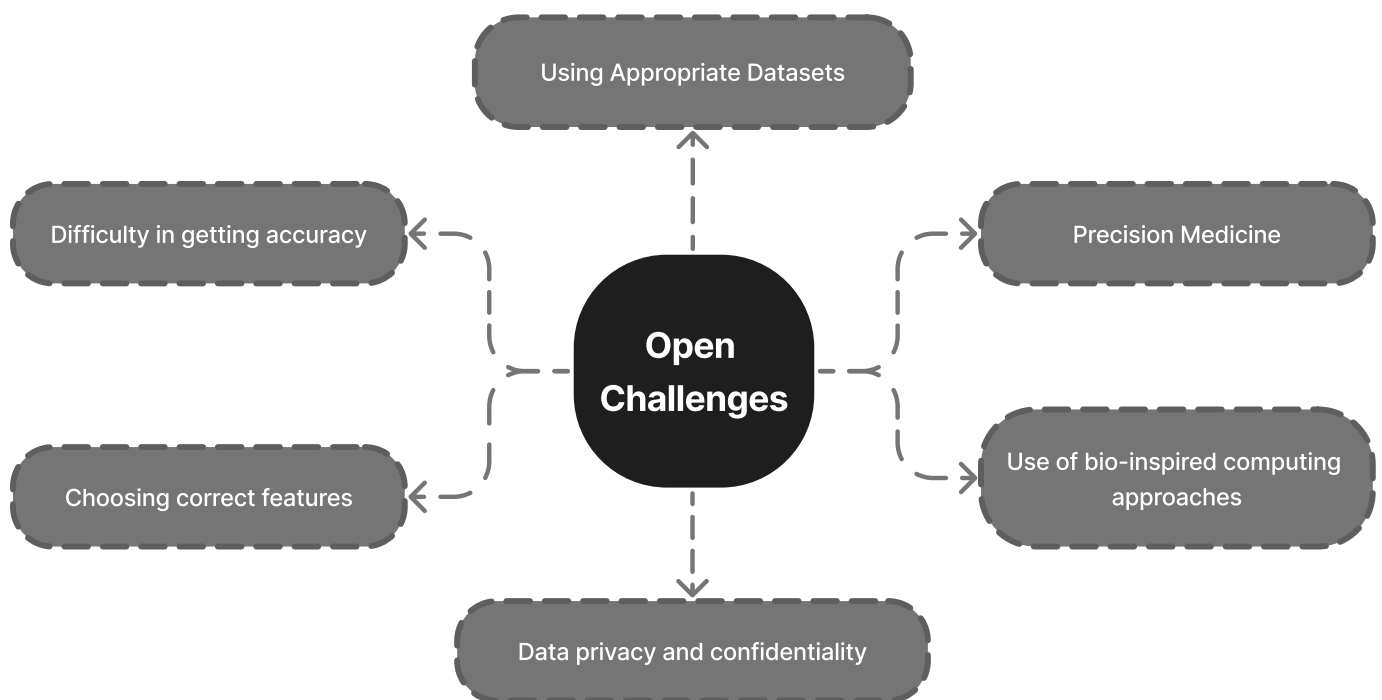 Using Appropriate Datasets
Difficulty in getting accuracy
Precision Medicine
Open
Challenges
Choosing correct features
Use of bio-inspired computing
approaches
Data privacy and confidentiality